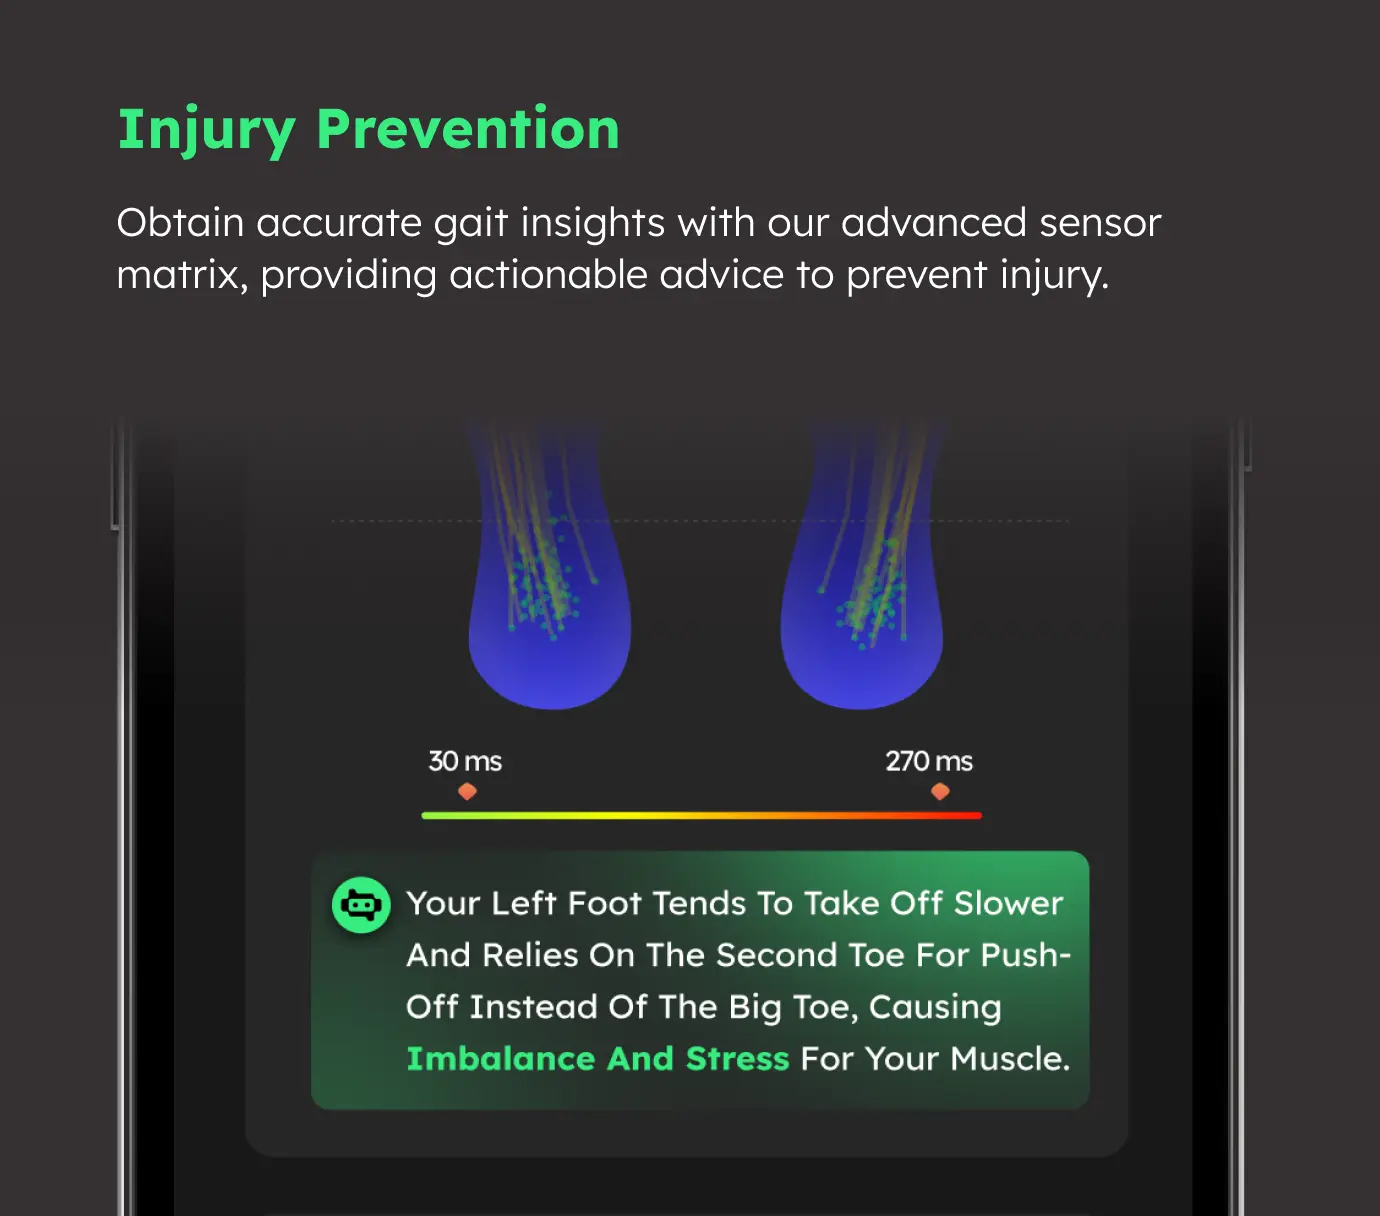 Injury Prevention
Obtain accurate gait insights with our advanced sensor
matrix, providing actionable advice to prevent injury.
30 ms
270 ms
Your Left Foot Tends To Take Off Slower
And Relies On The Second Toe For Push-
Off Instead Of The Big Toe, Causing
Imbalance And Stress For Your Muscle.